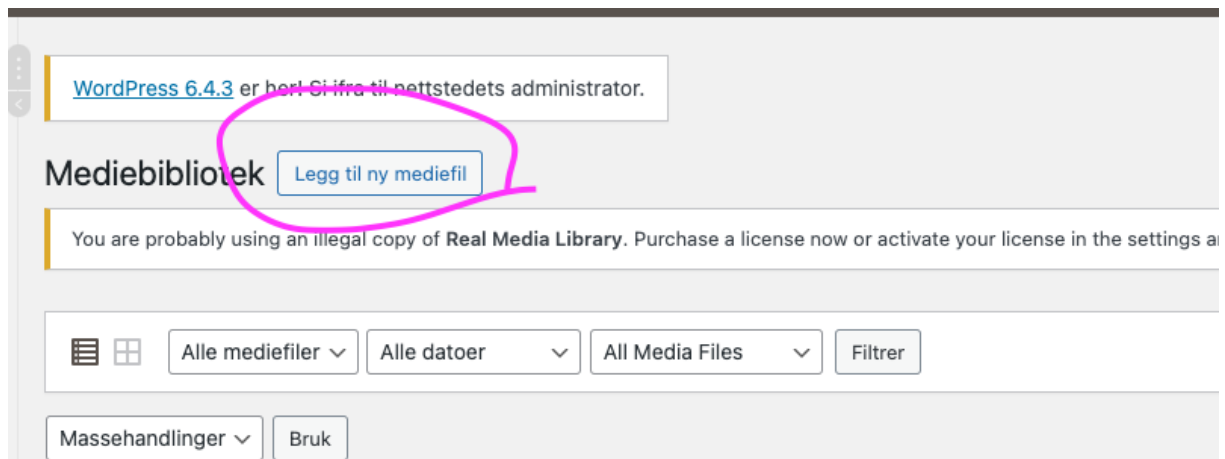 WordPress 6.4.3 er her! Si ifra til nettstedets administrator.
Mediebibliotek Legg til ny mediefil
You are probably using an illegal copy of Real Media Library. Purchase a license now or activate your license in the settings
Alle mediefiler Alle datoer All Media Files Filtrer
Massehandlinger Bruk